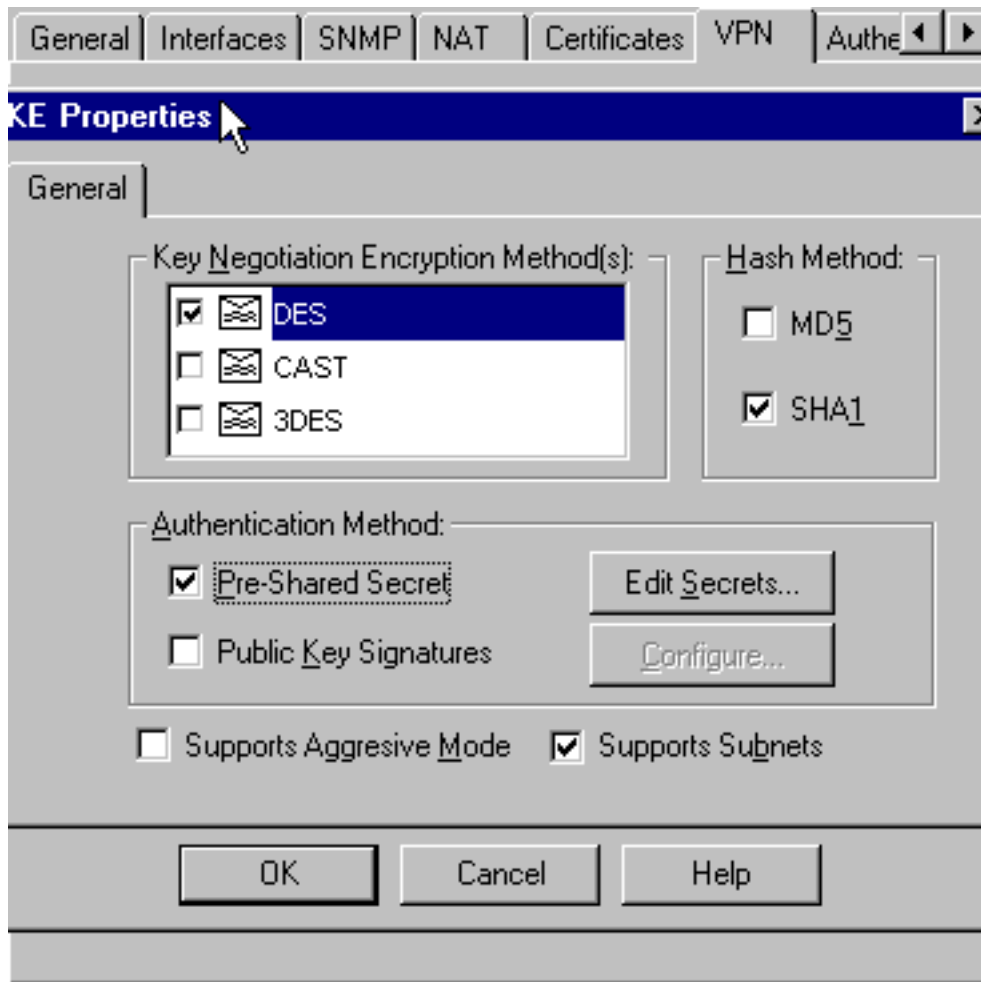 General Interfaces SNMP NAT Certificates VPN Authe
KE Properties
General
Key Negotiation Encryption Method(s):
Hash Method:
DES
MD5
CAST
SHA1
3DES
Authentication Method:
Pre-Shared Secret
Edit Secrets...
Public Key Signatures
Configure...
Supports Aggresive Mode
Supports Subnets
OK Cancel Help